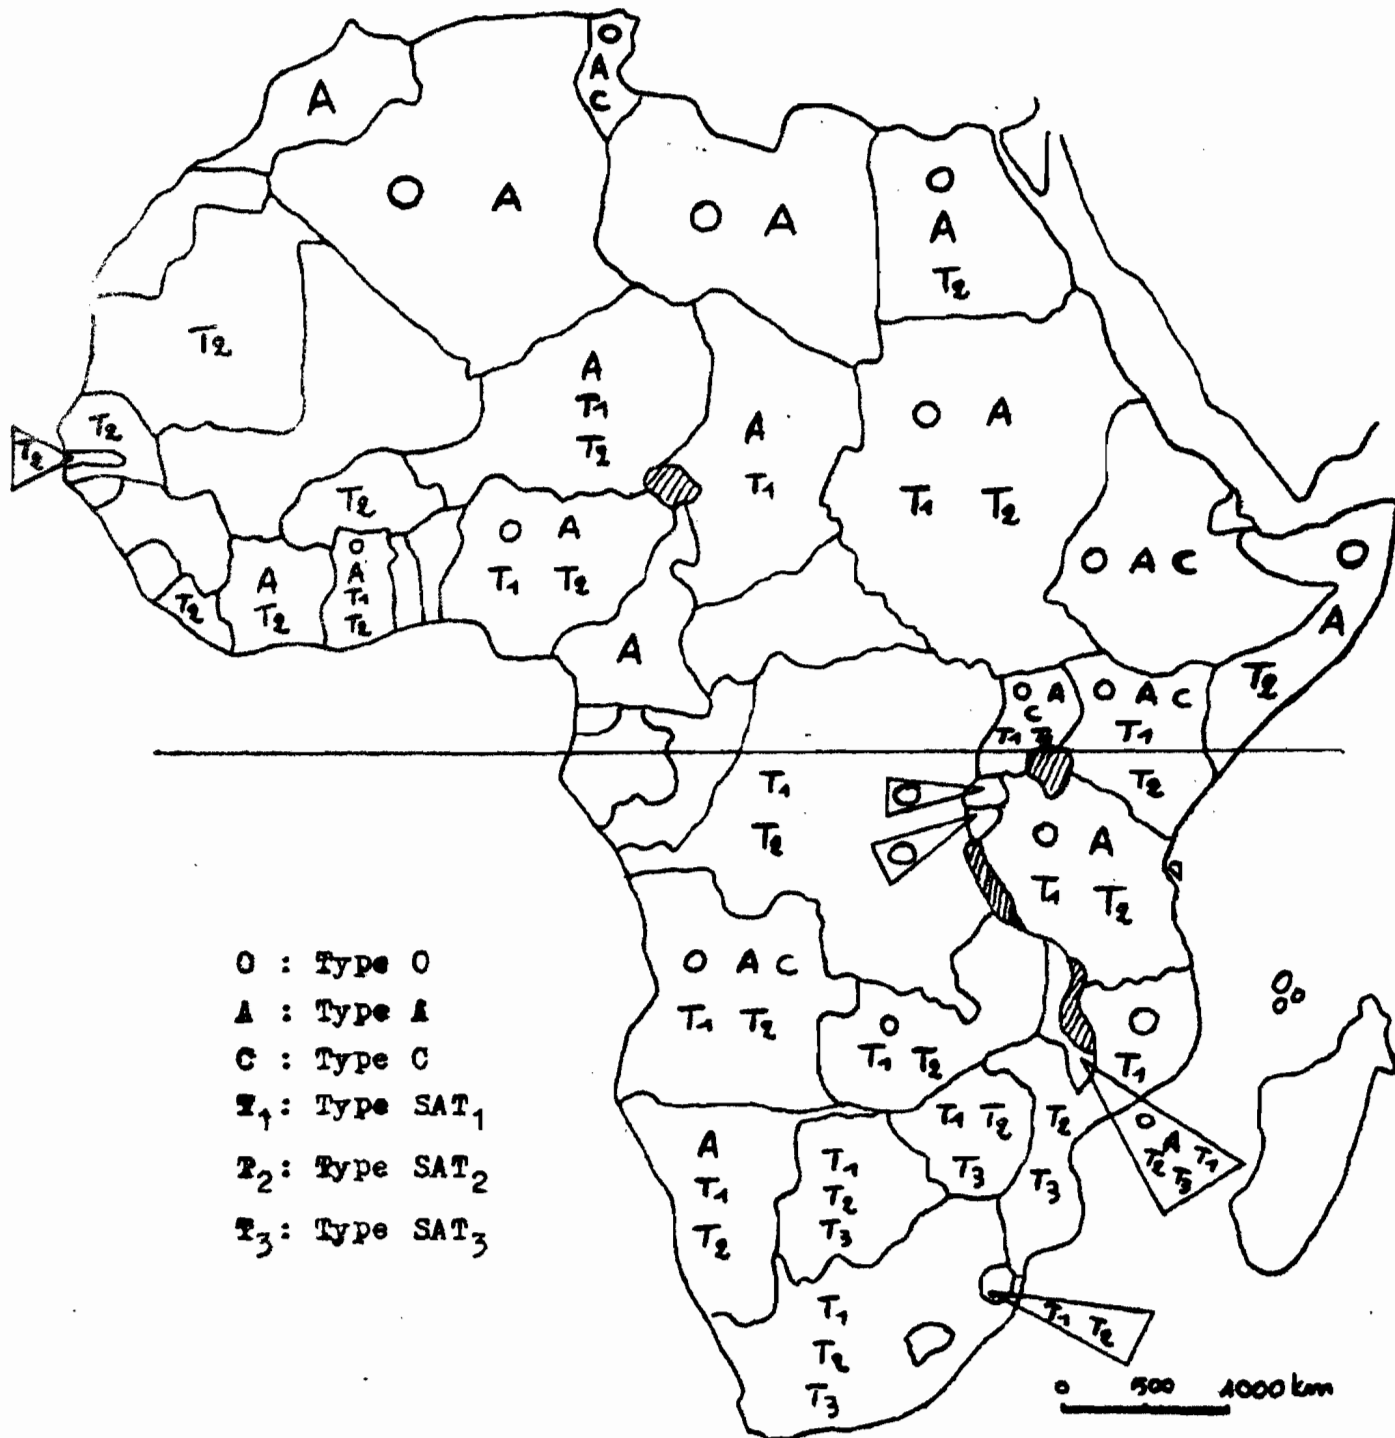 O
A
A
C
O A
O A
O
A
T2
T2
A
T1
T2
A
T1
O A
T1 T2
T2
T2
T2
O A
T1 T2
O
A
T1
T2
A
T2
T2
O A C
O
A
T2
A
O A
C
T1 T2
O A C
T1
T2
T1
T2
O
O
O A
T1 T2
O A C
T1 T2
O
T1 T2
O
T1
O
A T1
T2 T3
T1 T2
T3
T2
T3
A
T1
T2
T1
T2
T3
T1
T2
T3
T1 T2
O : Type O
A : Type A
C : Type C
T1 : Type SAT1
T2 : Type SAT2
T3 : Type SAT3
0 500 1000 km